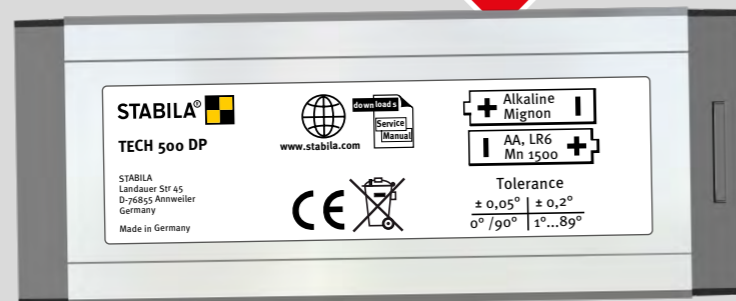 STABILA®
TECH 500 DP
STABILA
Landauer Str 45
D-76855 Annweiler
Germany
Made in Germany
downloads
Service
Manual
www.stabila.com
CE
+ Alkaline
Mignon −
− AA, LR6
Mn 1500 +
Tolerance
± 0,05° | ± 0,2°
0° /90° | 1°...89°